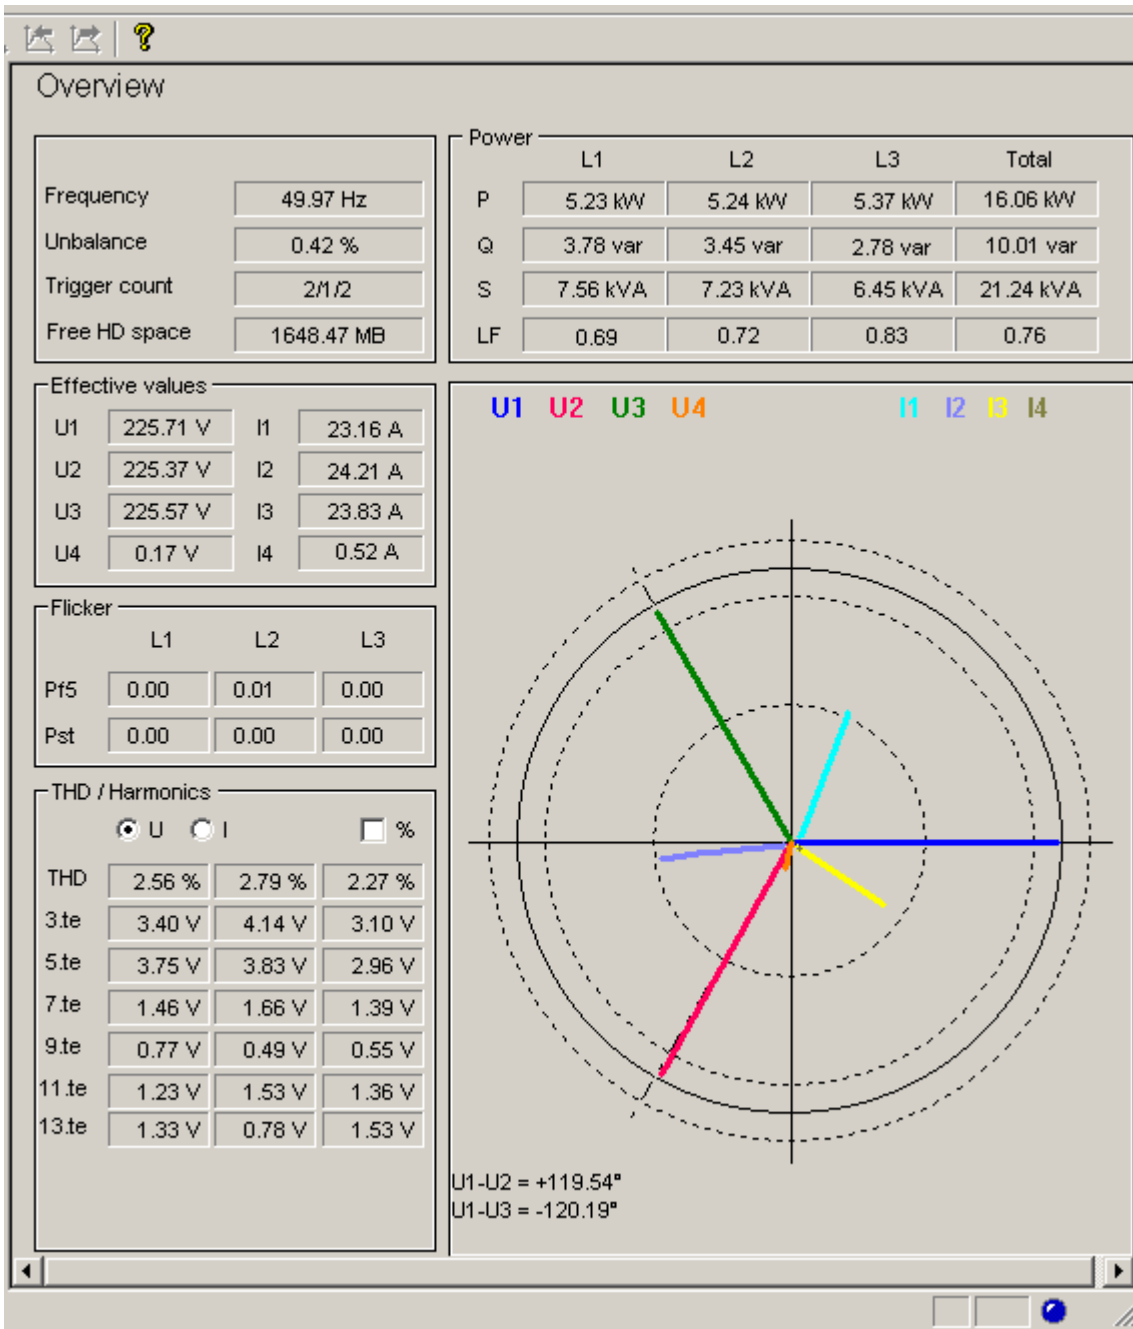 Overview
Frequency 49.97 Hz
Unbalance 0.42 %
Trigger count 2/1/2
Free HD space 1648.47 MB
Power
L1 L2 L3 Total
P 5.23 kW 5.24 kW 5.37 kW 16.06 kW
Q 3.78 var 3.45 var 2.78 var 10.01 var
S 7.56 kVA 7.23 kVA 6.45 kVA 21.24 kVA
LF 0.69 0.72 0.83 0.76
Effective values
U1 225.71 V I1 23.16 A
U2 225.37 V I2 24.21 A
U3 225.57 V I3 23.83 A
U4 0.17 V I4 0.52 A
Flicker
L1 L2 L3
Pf5 0.00 0.01 0.00
Pst 0.00 0.00 0.00
THD / Harmonics
U I %
THD 2.56 % 2.79 % 2.27 %
3.te 3.40 V 4.14 V 3.10 V
5.te 3.75 V 3.83 V 2.96 V
7.te 1.46 V 1.66 V 1.39 V
9.te 0.77 V 0.49 V 0.55 V
11.te 1.23 V 1.53 V 1.36 V
13.te 1.33 V 0.78 V 1.53 V
U1 U2 U3 U4 I1 I2 I3 I4
U1-U2 = +119.54°
U1-U3 = -120.19°